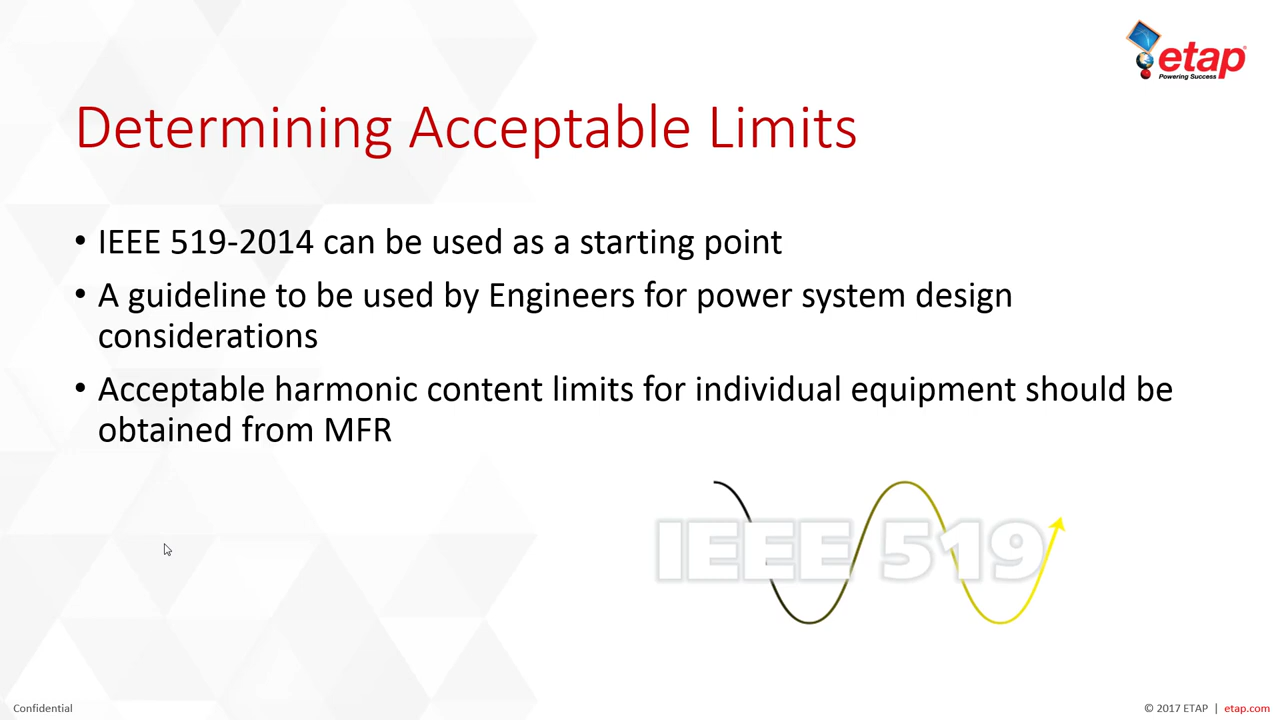 etap
Powering Success
Determining Acceptable Limits
• IEEE 519-2014 can be used as a starting point
• A guideline to be used by Engineers for power system design
considerations
• Acceptable harmonic content limits for individual equipment should be
obtained from MFR
IEEE 519
Confidential
© 2017 ETAP | etap.com